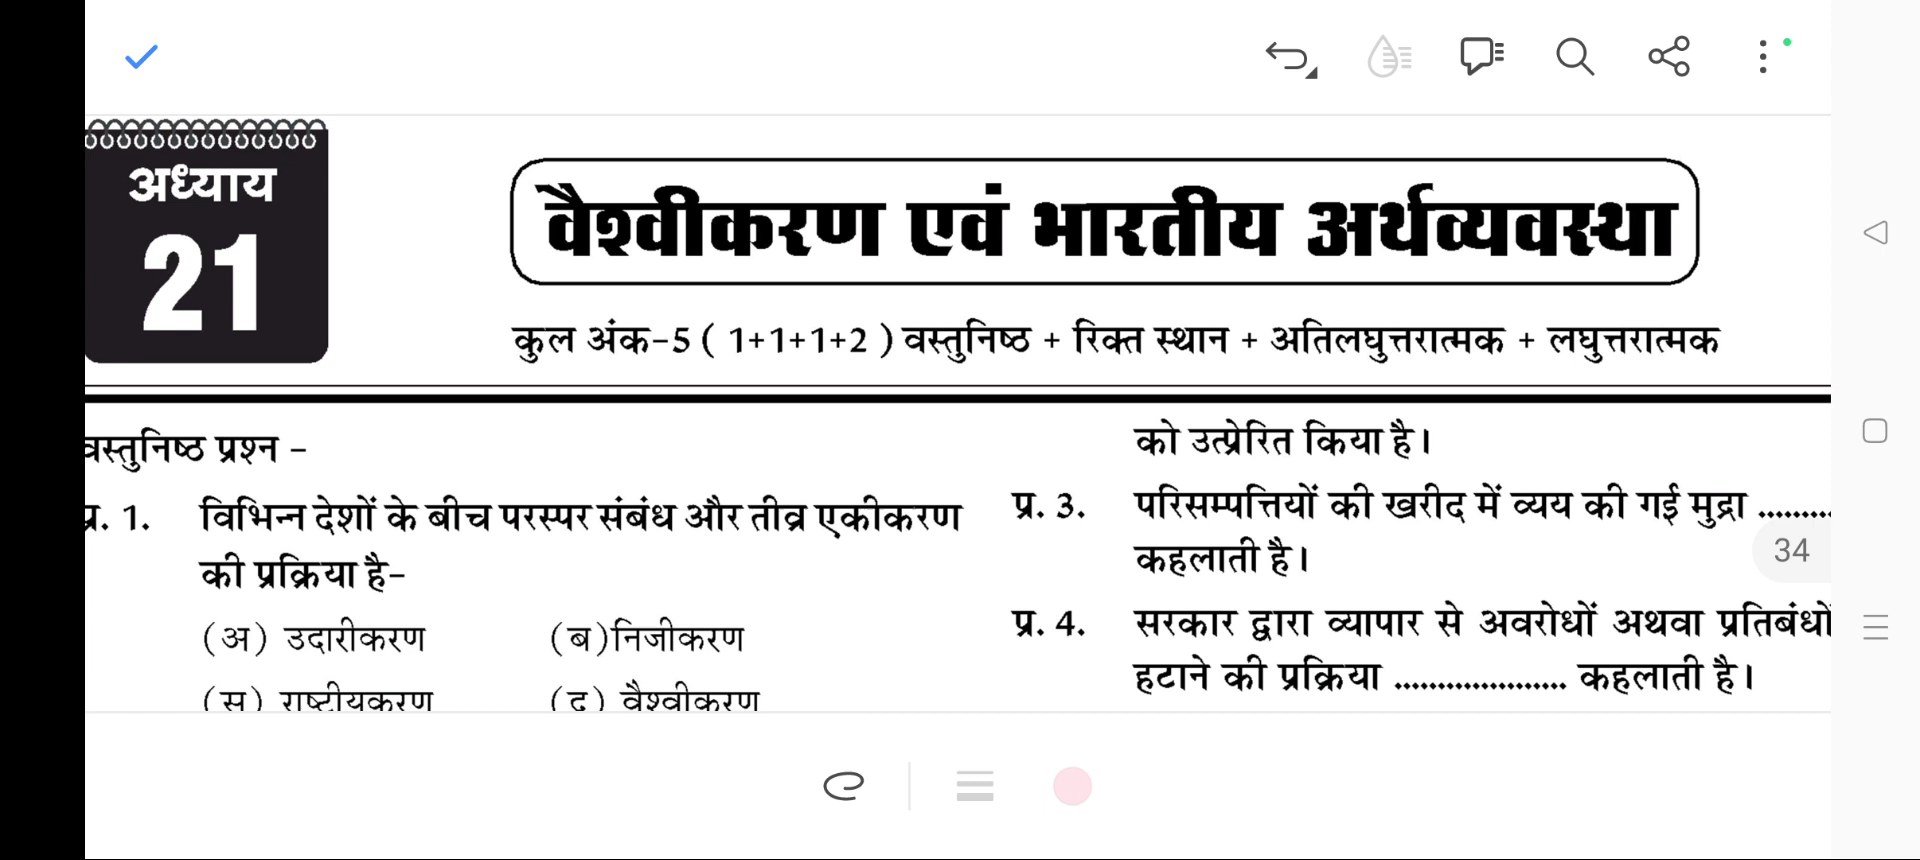 अध्याय
21
वैश्वीकरण एवं भारतीय अर्थव्यवस्था
कुल अंक-5 ( 1+1+1+2 ) वस्तुनिष्ठ + रिक्त स्थान + अतिलघुत्तरात्मक + लघुत्तरात्मक
वस्तुनिष्ठ प्रश्न –
प्र. 1. विभिन्न देशों के बीच परस्पर संबंध और तीव्र एकीकरण
की प्रक्रिया है-
(अ) उदारीकरण (ब)निजीकरण
(स) राष्ट्रीयकरण (द) वैश्वीकरण
को उत्प्रेरित किया है।
प्र. 3. परिसम्पत्तियों की खरीद में व्यय की गई मुद्रा .........
कहलाती है।
प्र. 4. सरकार द्वारा व्यापार से अवरोधों अथवा प्रतिबंधों
हटाने की प्रक्रिया .................... कहलाती है।
34